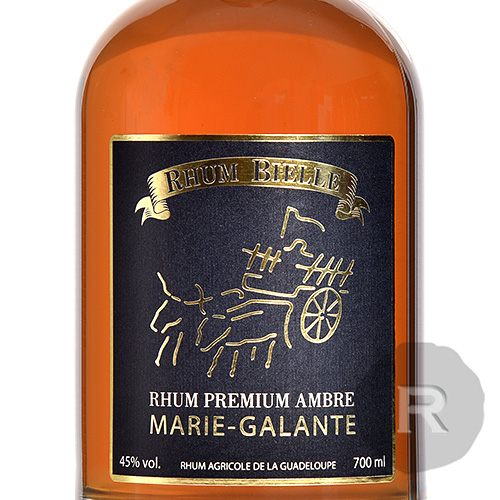 RHUM BIELLE
RHUM PREMIUM AMBRE
MARIE-GALANTE
45% vol. RHUM AGRICOLE DE LA GUADELOUPE 700 ml
R